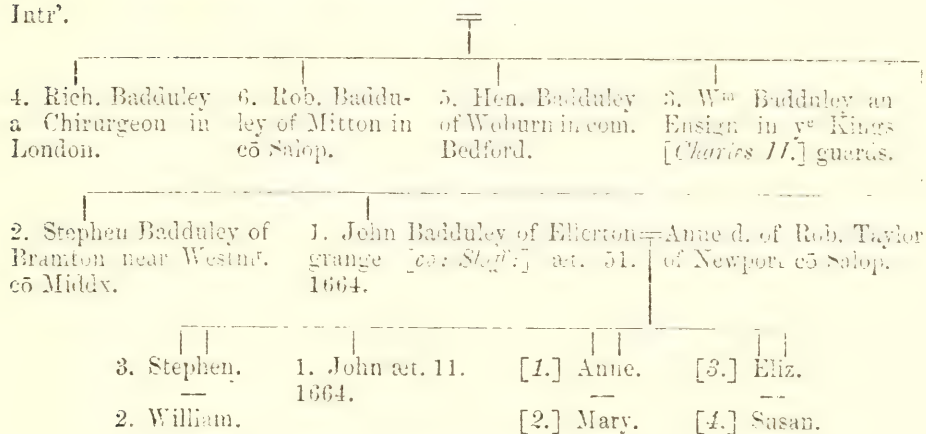 Intr'.
4. Rich. Badduley
a Chirurgeon in
London.
6. Rob. Baddu-
ley of Mitton in
cō Salop.
5. Hen. Badduley
of Woburn in com.
Bedford.
3. Wm Badduley an
Ensign in ye Kings
[Charles II.] guards.
2. Stephen Badduley of
Bramton near Westmr.
cō Middx.
1. John Badduley of Ellerton
grange [co: Staff:] æt. 51.
1664.
Anne d. of Rob. Taylor
of Newport cō Salop.
3. Stephen.
2. William.
1. John æt. 11.
1664.
[1.] Anne.
[2.] Mary.
[3.] Eliz.
[4.] Susan.